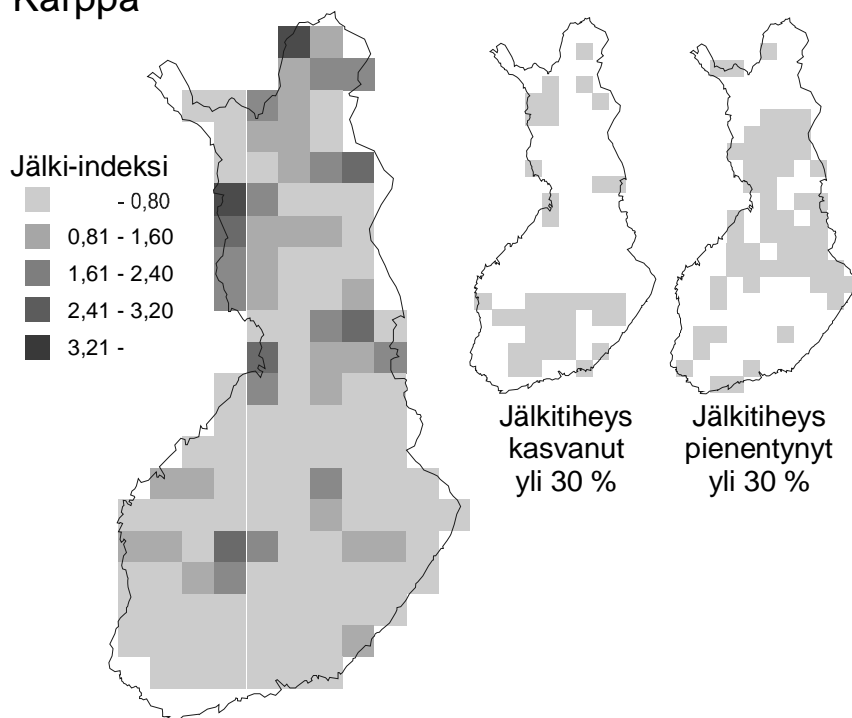 Kärppä
Jälki-indeksi
- 0,80
0,81 - 1,60
1,61 - 2,40
2,41 - 3,20
3,21 -
Jälkitiheys
kasvanut
yli 30 %
Jälkitiheys
pienentynyt
yli 30 %